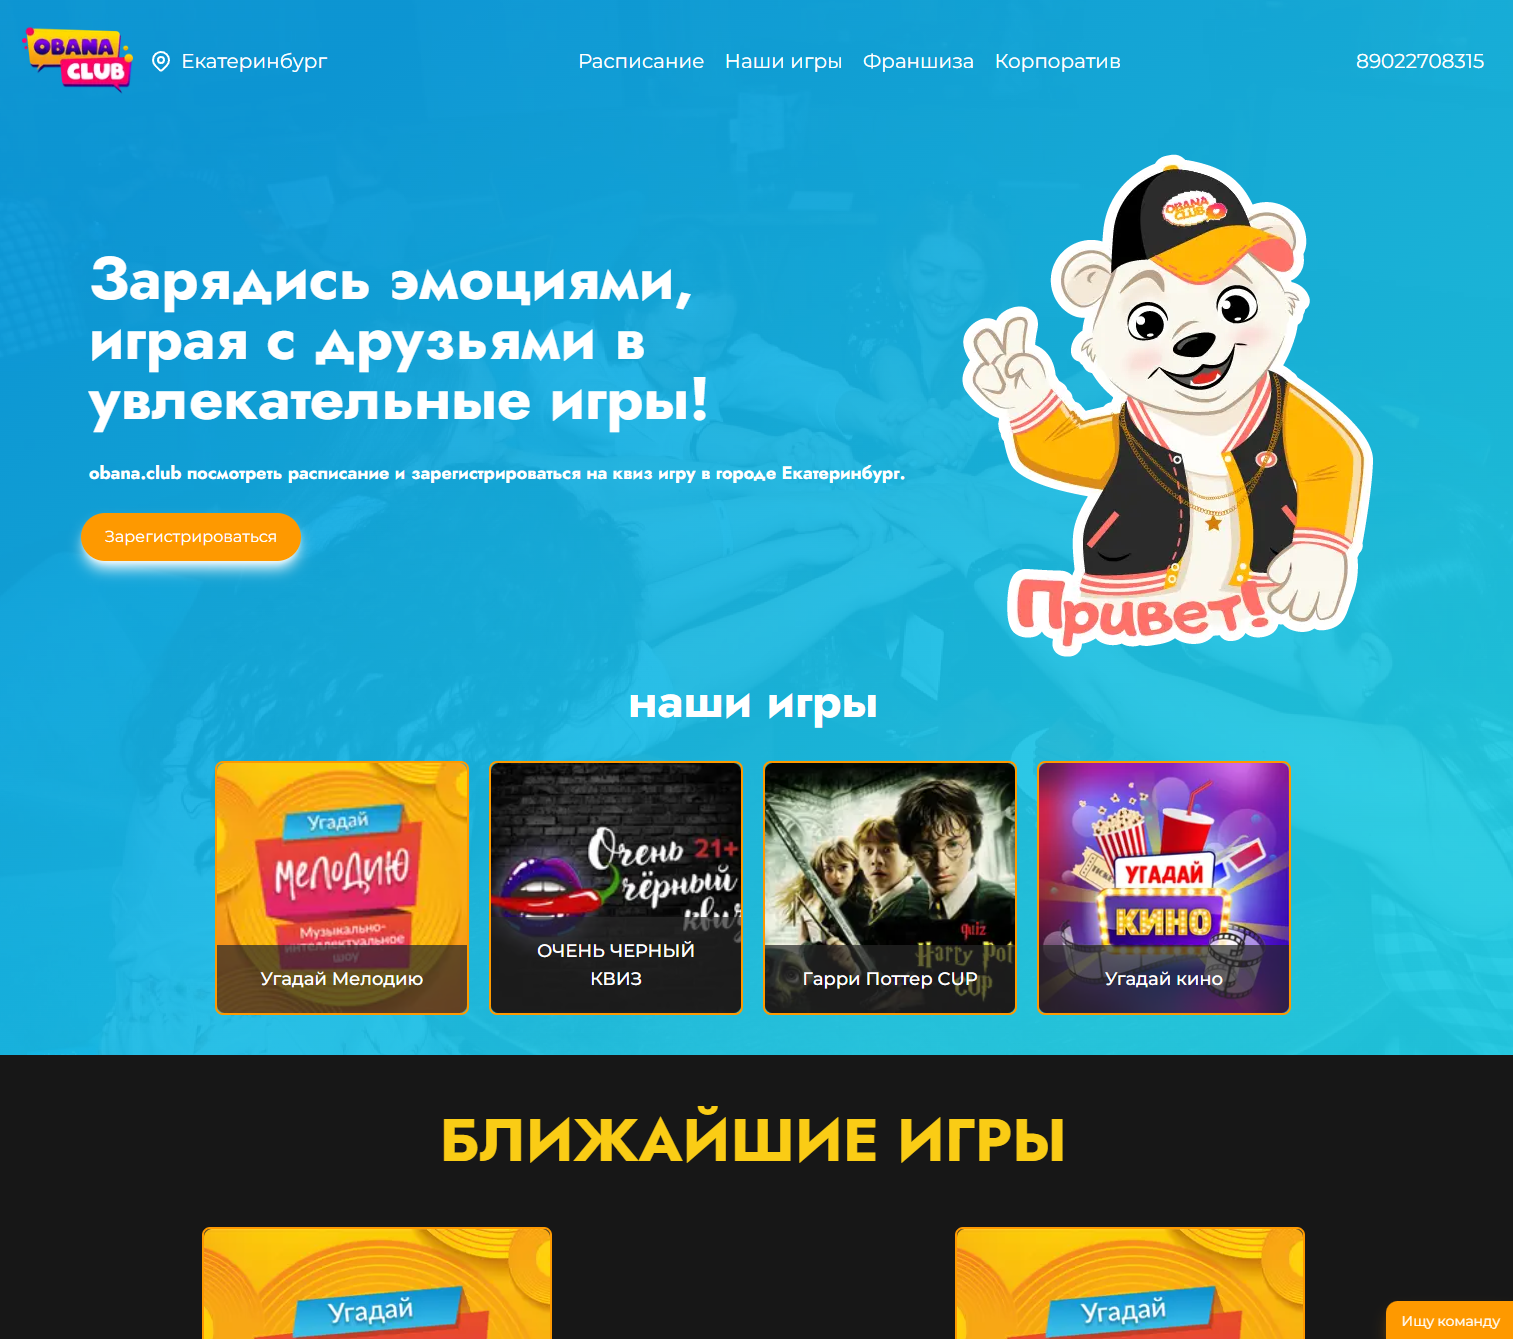 OBANA
CLUB
Екатеринбург
Расписание
Наши игры
Франшиза
Корпоратив
89022708315
OBANA
CLUB
Зарядись эмоциями,
играя с друзьями в
увлекательные игры!
obana.club посмотреть расписание и зарегистрироваться на квиз игру в городе Екатеринбург.
Зарегистрироваться
Привет!
наши игры
Угадай
МЕЛОДИЮ
Музыкально-
интеллектуальное
шоу
Угадай Мелодию
Очень 21+
чёрный
квиз
ОЧЕНЬ ЧЕРНЫЙ
КВИЗ
quiz
Harry Pot
CUP
Гарри Поттер CUP
УГАДАЙ
КИНО
Угадай кино
БЛИЖАЙШИЕ ИГРЫ
Угадай
Угадай
Ищу команду